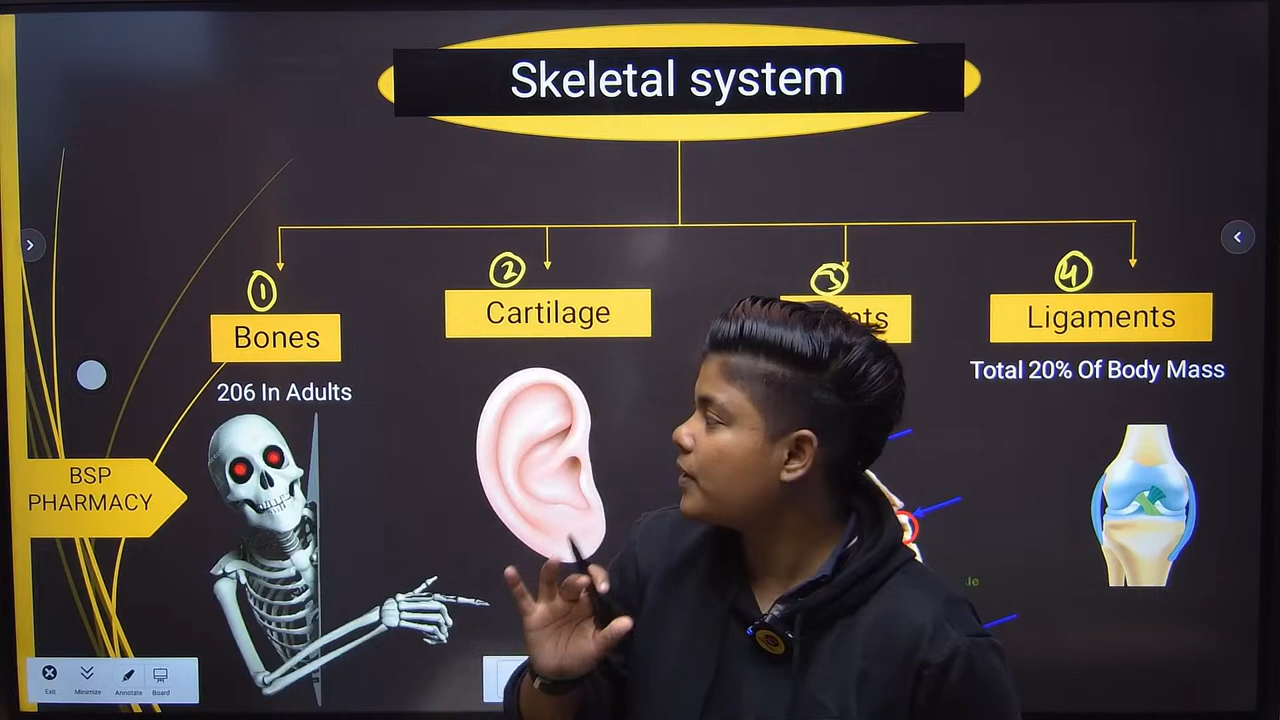 Skeletal system
1
2
3
4
Bones
Cartilage
Ligaments
206 In Adults
Total 20% Of Body Mass
BSP
PHARMACY
Exit
Minimize
Annotate
Board